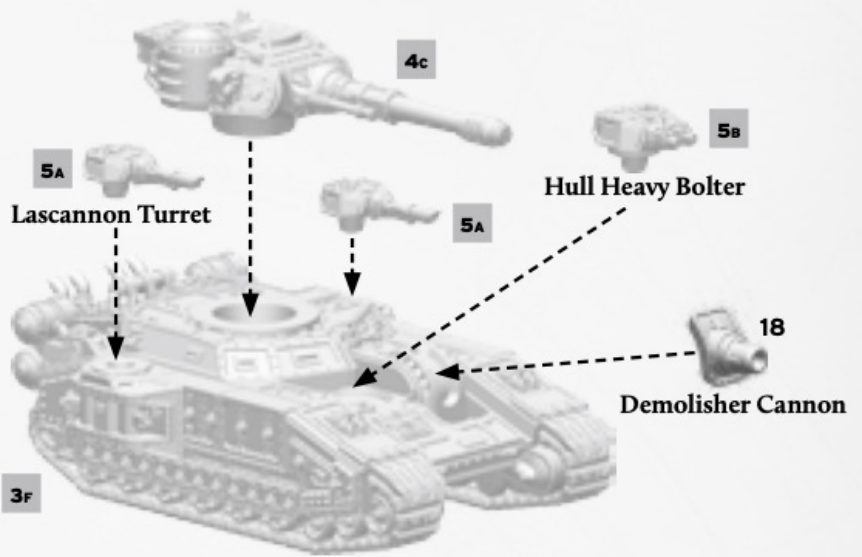 4C
5B
5A
Hull Heavy Bolter
Lascannon Turret
5A
18
Demolisher Cannon
3F